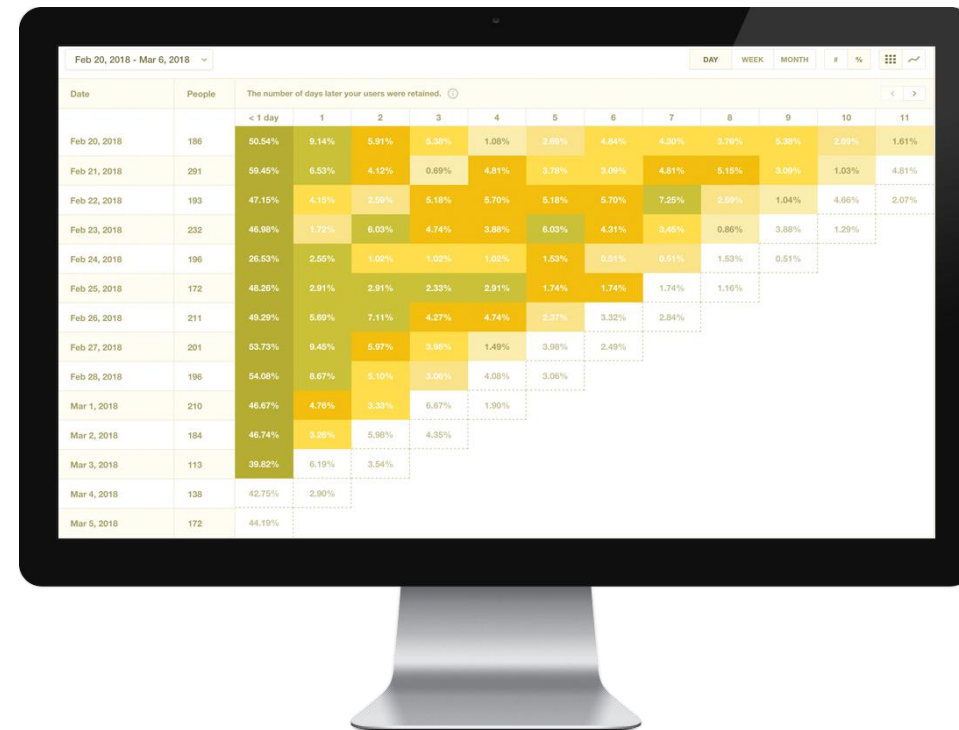 Feb 20, 2018 - Mar 6, 2018 DAY WEEK MONTH # %
Date People The number of days later your users were retained.
< 1 day 1 2 3 4 5 6 7 8 9 10 11
Feb 20, 2018 186 50.54% 9.14% 5.91% 5.38% 1.08% 4.84% 4.30% 3.76% 5.38% 1.61%
Feb 21, 2018 291 59.45% 6.53% 4.12% 0.69% 4.81% 3.78% 3.09% 4.81% 5.15% 3.09% 1.03% 4.81%
Feb 22, 2018 193 47.15% 4.15% 2.59% 5.18% 5.70% 5.18% 5.70% 7.25% 2.59% 1.04% 4.66% 2.07%
Feb 23, 2018 232 46.98% 1.72% 6.03% 4.74% 3.88% 6.03% 4.31% 3.45% 0.86% 3.88% 1.29%
Feb 24, 2018 196 26.53% 2.55% 1.02% 1.02% 1.02% 1.53% 0.51% 0.51% 1.53% 0.51%
Feb 25, 2018 172 48.26% 2.91% 2.91% 2.33% 2.91% 1.74% 1.74% 1.74% 1.16%
Feb 26, 2018 211 49.29% 5.69% 7.11% 4.27% 4.74% 2.37% 3.32% 2.84%
Feb 27, 2018 201 53.73% 9.45% 5.97% 3.98% 1.49% 3.98% 2.49%
Feb 28, 2018 196 54.08% 8.67% 5.10% 3.06% 4.08% 3.06%
Mar 1, 2018 210 46.67% 4.76% 3.33% 6.67% 1.90%
Mar 2, 2018 184 46.74% 3.26% 5.98% 4.35%
Mar 3, 2018 113 39.82% 6.19% 3.54%
Mar 4, 2018 138 42.75% 2.90%
Mar 5, 2018 172 44.19%